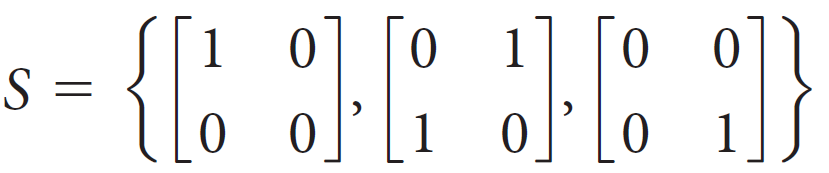 S = { [ 1 0 ] , [ 0 1 ] , [ 0 0 ] }
[ 0 0 ] [ 1 0 ] [ 0 1 ]